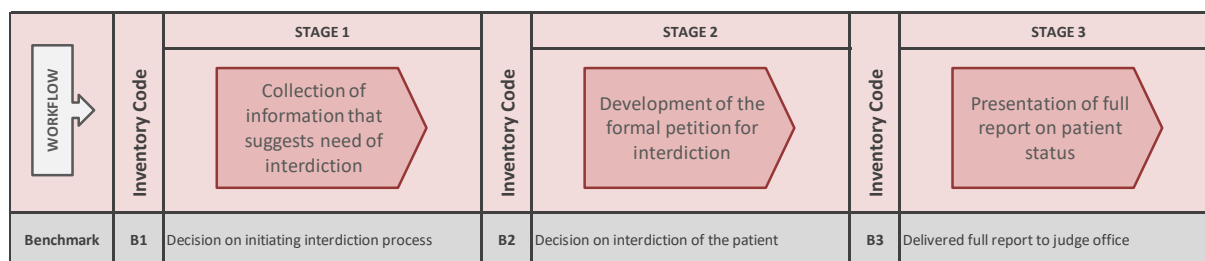 WORKFLOW
Inventory Code
STAGE 1
Collection of
information that
suggests need of
interdiction
Inventory Code
STAGE 2
Development of the
formal petition for
interdiction
Inventory Code
STAGE 3
Presentation of full
report on patient
status
Benchmark B1 Decision on initiating interdiction process B2 Decision on interdiction of the patient B3 Delivered full report to judge office